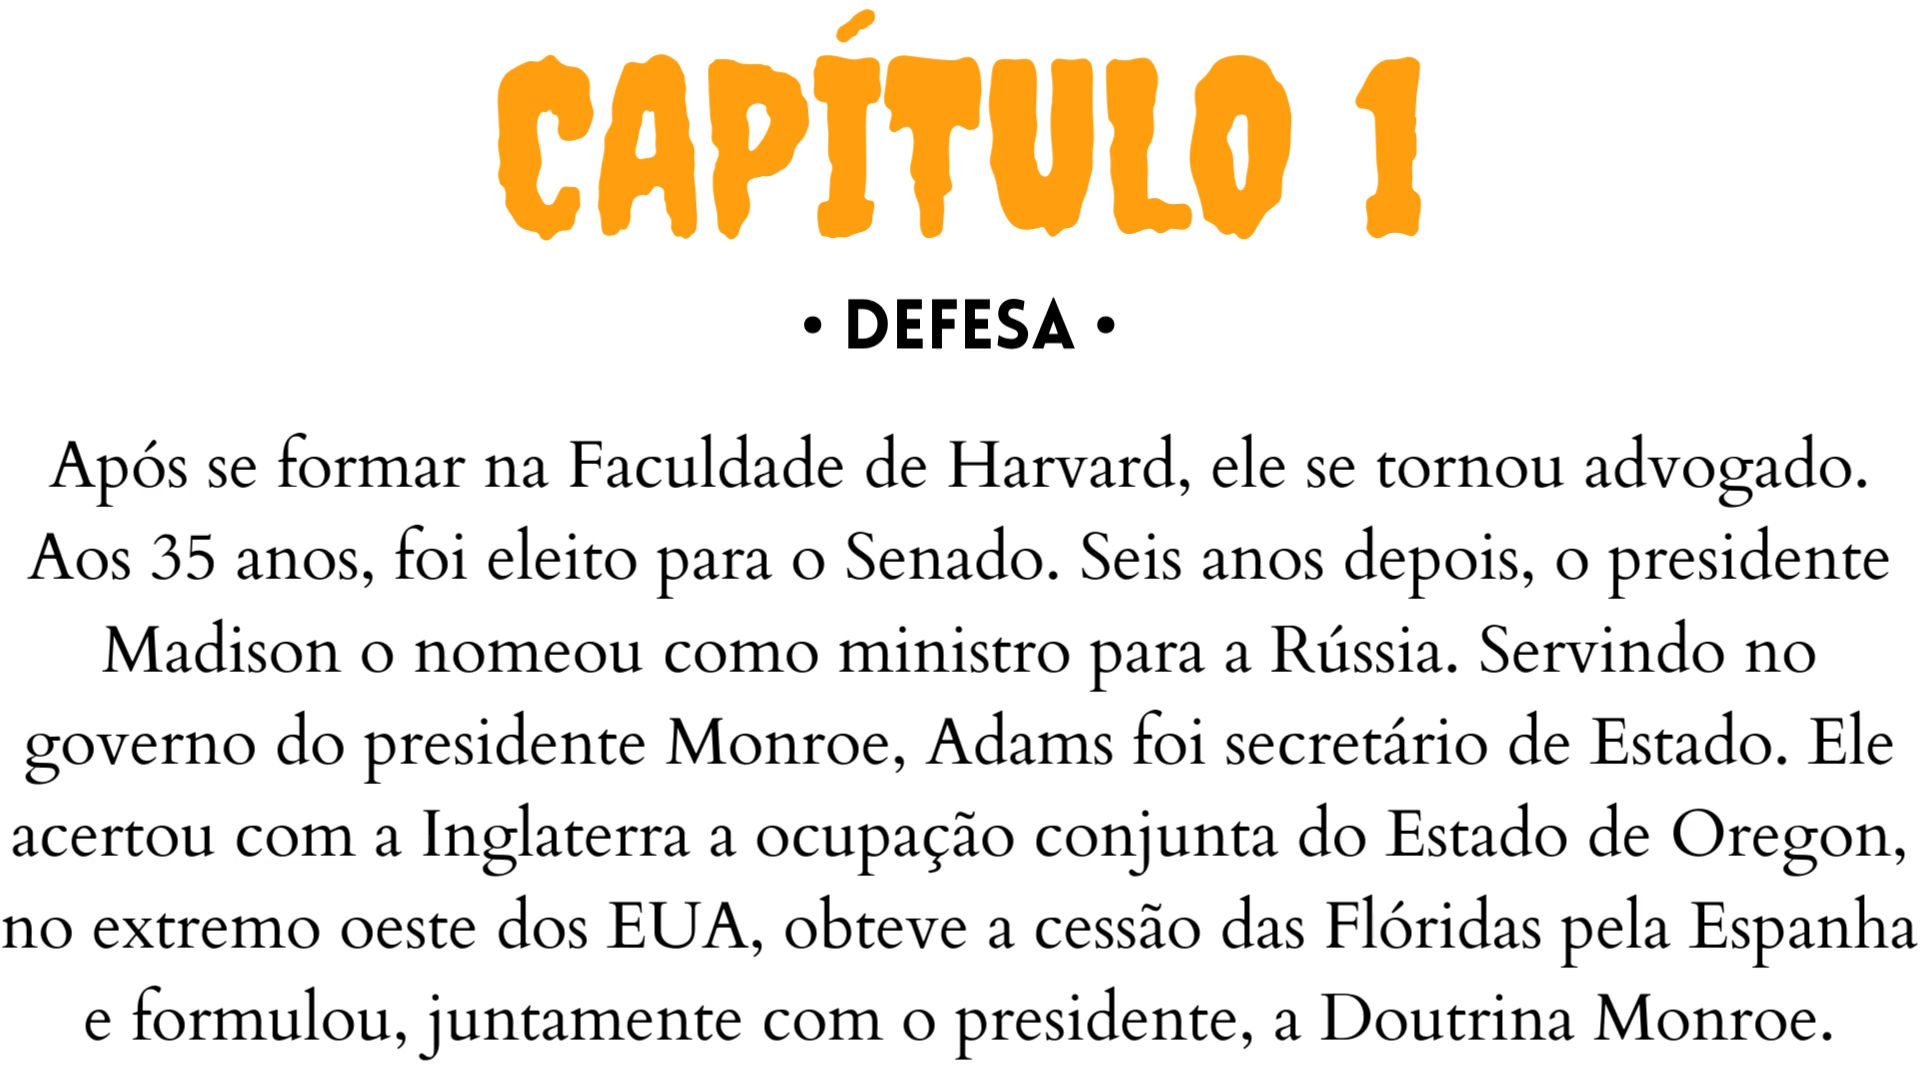 CAPÍTULO 1
• DEFESA •
Após se formar na Faculdade de Harvard, ele se tornou advogado.
Aos 35 anos, foi eleito para o Senado. Seis anos depois, o presidente
Madison o nomeou como ministro para a Rússia. Servindo no
governo do presidente Monroe, Adams foi secretário de Estado. Ele
acertou com a Inglaterra a ocupação conjunta do Estado de Oregon,
no extremo oeste dos EUA, obteve a cessão das Flóridas pela Espanha
e formulou, juntamente com o presidente, a Doutrina Monroe.